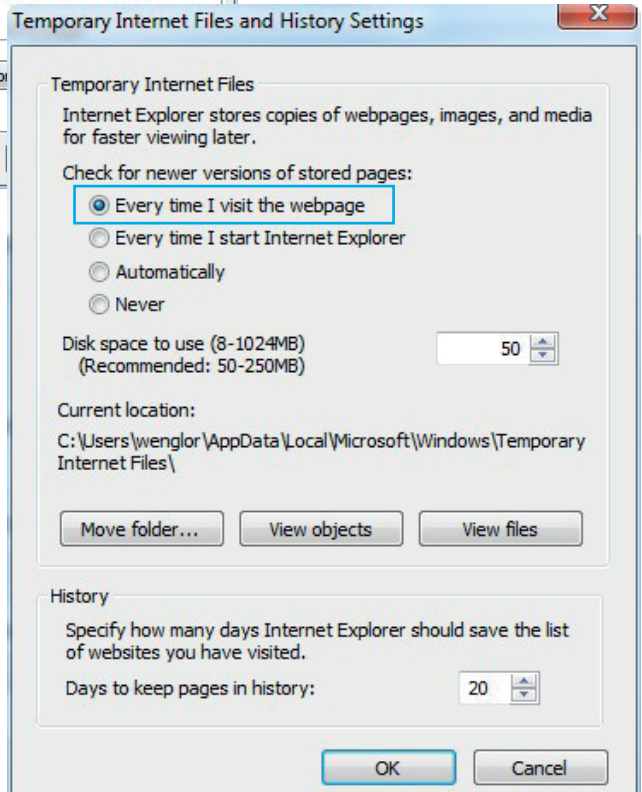 Temporary Internet Files and History Settings
Temporary Internet Files
Internet Explorer stores copies of webpages, images, and media
for faster viewing later.
Check for newer versions of stored pages:
Every time I visit the webpage
Every time I start Internet Explorer
Automatically
Never
Disk space to use (8-1024MB) 50
(Recommended: 50-250MB)
Current location:
C:\Users\wenglor\AppData\Local\Microsoft\Windows\Temporary
Internet Files\
Move folder... View objects View files
History
Specify how many days Internet Explorer should save the list
of websites you have visited.
Days to keep pages in history: 20
OK Cancel